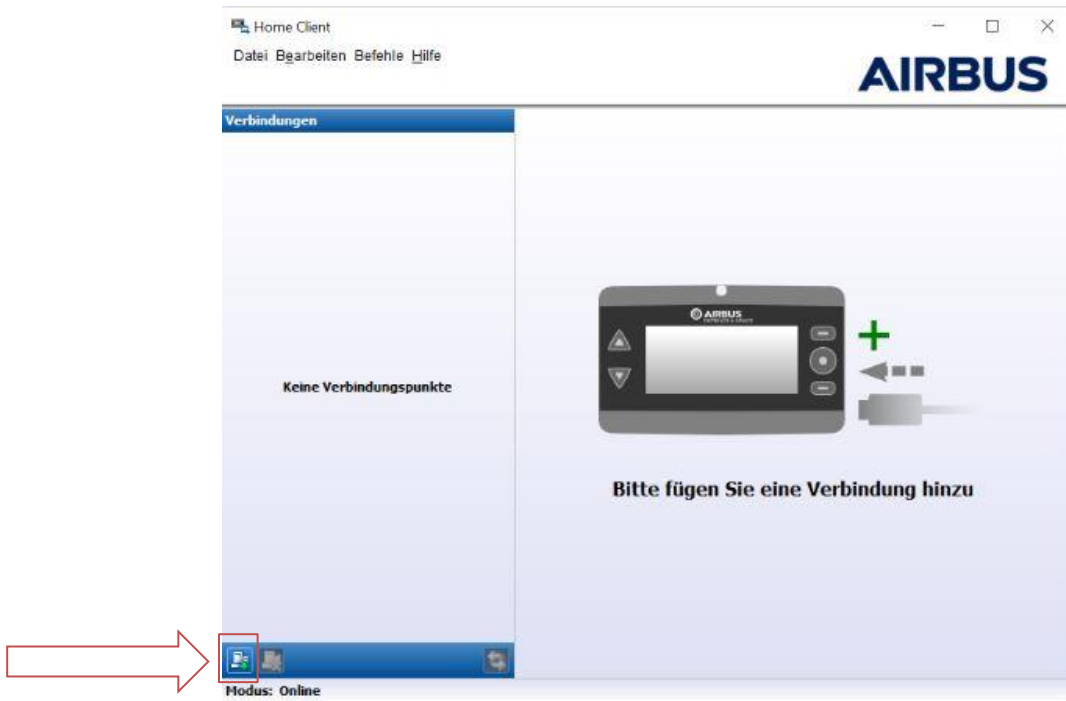 Home Client
Datei Bearbeiten Befehle Hilfe
AIRBUS
Verbindungen
AIRBUS
Keine Verbindungspunkte
Bitte fügen Sie eine Verbindung hinzu
Modus: Online